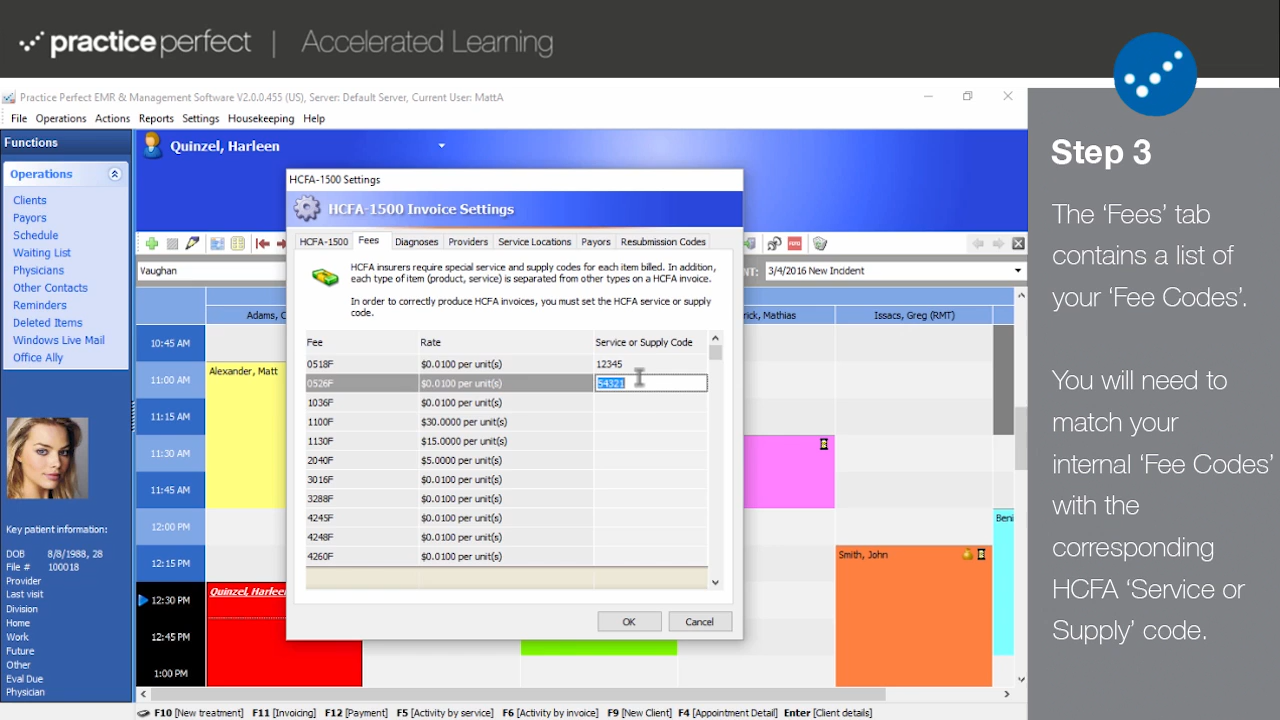 practiceperfect | Accelerated Learning
Practice Perfect EMR & Management Software V2.0.0.455 (US), Server: Default Server, Current User: MattA
File Operations Actions Reports Settings Housekeeping Help
Functions
Operations
Clients
Payors
Schedule
Waiting List
Physicians
Other Contacts
Reminders
Deleted Items
Windows Live Mail
Office Ally
Key patient information:
DOB 8/8/1988, 28
File # 100018
Provider
Last visit
Division
Home
Work
Future
Other
Eval Due
Physician
Quinzel, Harleen
Vaughan
NT: 3/4/2016 New Incident
Adams, C
rick, Mathias
Issacs, Greg (RMT)
10:45 AM
11:00 AM
11:15 AM
11:30 AM
11:45 AM
12:00 PM
12:15 PM
12:30 PM
12:45 PM
1:00 PM
Alexander, Matt
Quinzel, Harleen
Smith, John
Beni
HCFA-1500 Settings
HCFA-1500 Invoice Settings
HCFA-1500 Fees Diagnoses Providers Service Locations Payors Resubmission Codes
HCFA insurers require special service and supply codes for each item billed. In addition,
each type of item (product, service) is separated from other types on a HCFA invoice.
In order to correctly produce HCFA invoices, you must set the HCFA service or supply
code.
Fee Rate Service or Supply Code
0518F $0.0100 per unit(s) 12345
0526F $0.0100 per unit(s) 54321
1036F $0.0100 per unit(s)
1100F $30.0000 per unit(s)
1130F $15.0000 per unit(s)
2040F $5.0000 per unit(s)
3016F $0.0100 per unit(s)
3288F $0.0100 per unit(s)
4245F $0.0100 per unit(s)
4248F $0.0100 per unit(s)
4260F $0.0100 per unit(s)
OK Cancel
F10 [New treatment] F11 [Invoicing] F12 [Payment] F5 [Activity by service] F6 [Activity by invoice] F9 [New Client] F4 [Appointment Detail] Enter [Client details]
Step 3
The ‘Fees’ tab
contains a list of
your ‘Fee Codes’.
You will need to
match your
internal ‘Fee Codes’
with the
corresponding
HCFA ‘Service or
Supply’ code.